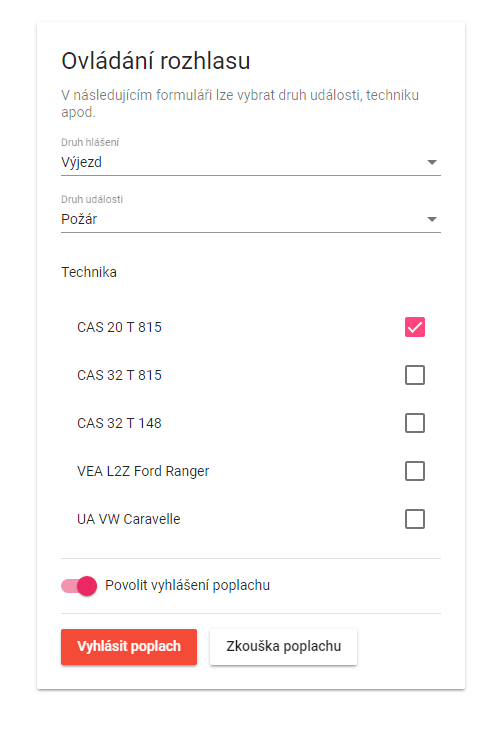 Ovládání rozhlasu
V následujícím formuláři lze vybrat druh události, techniku
apod.
Druh hlášení
Výjezd
Druh události
Požár
Technika
CAS 20 T 815
CAS 32 T 815
CAS 32 T 148
VEA L2Z Ford Ranger
UA VW Caravelle
Povolit vyhlášení poplachu
Vyhlásit poplach
Zkouška poplachu